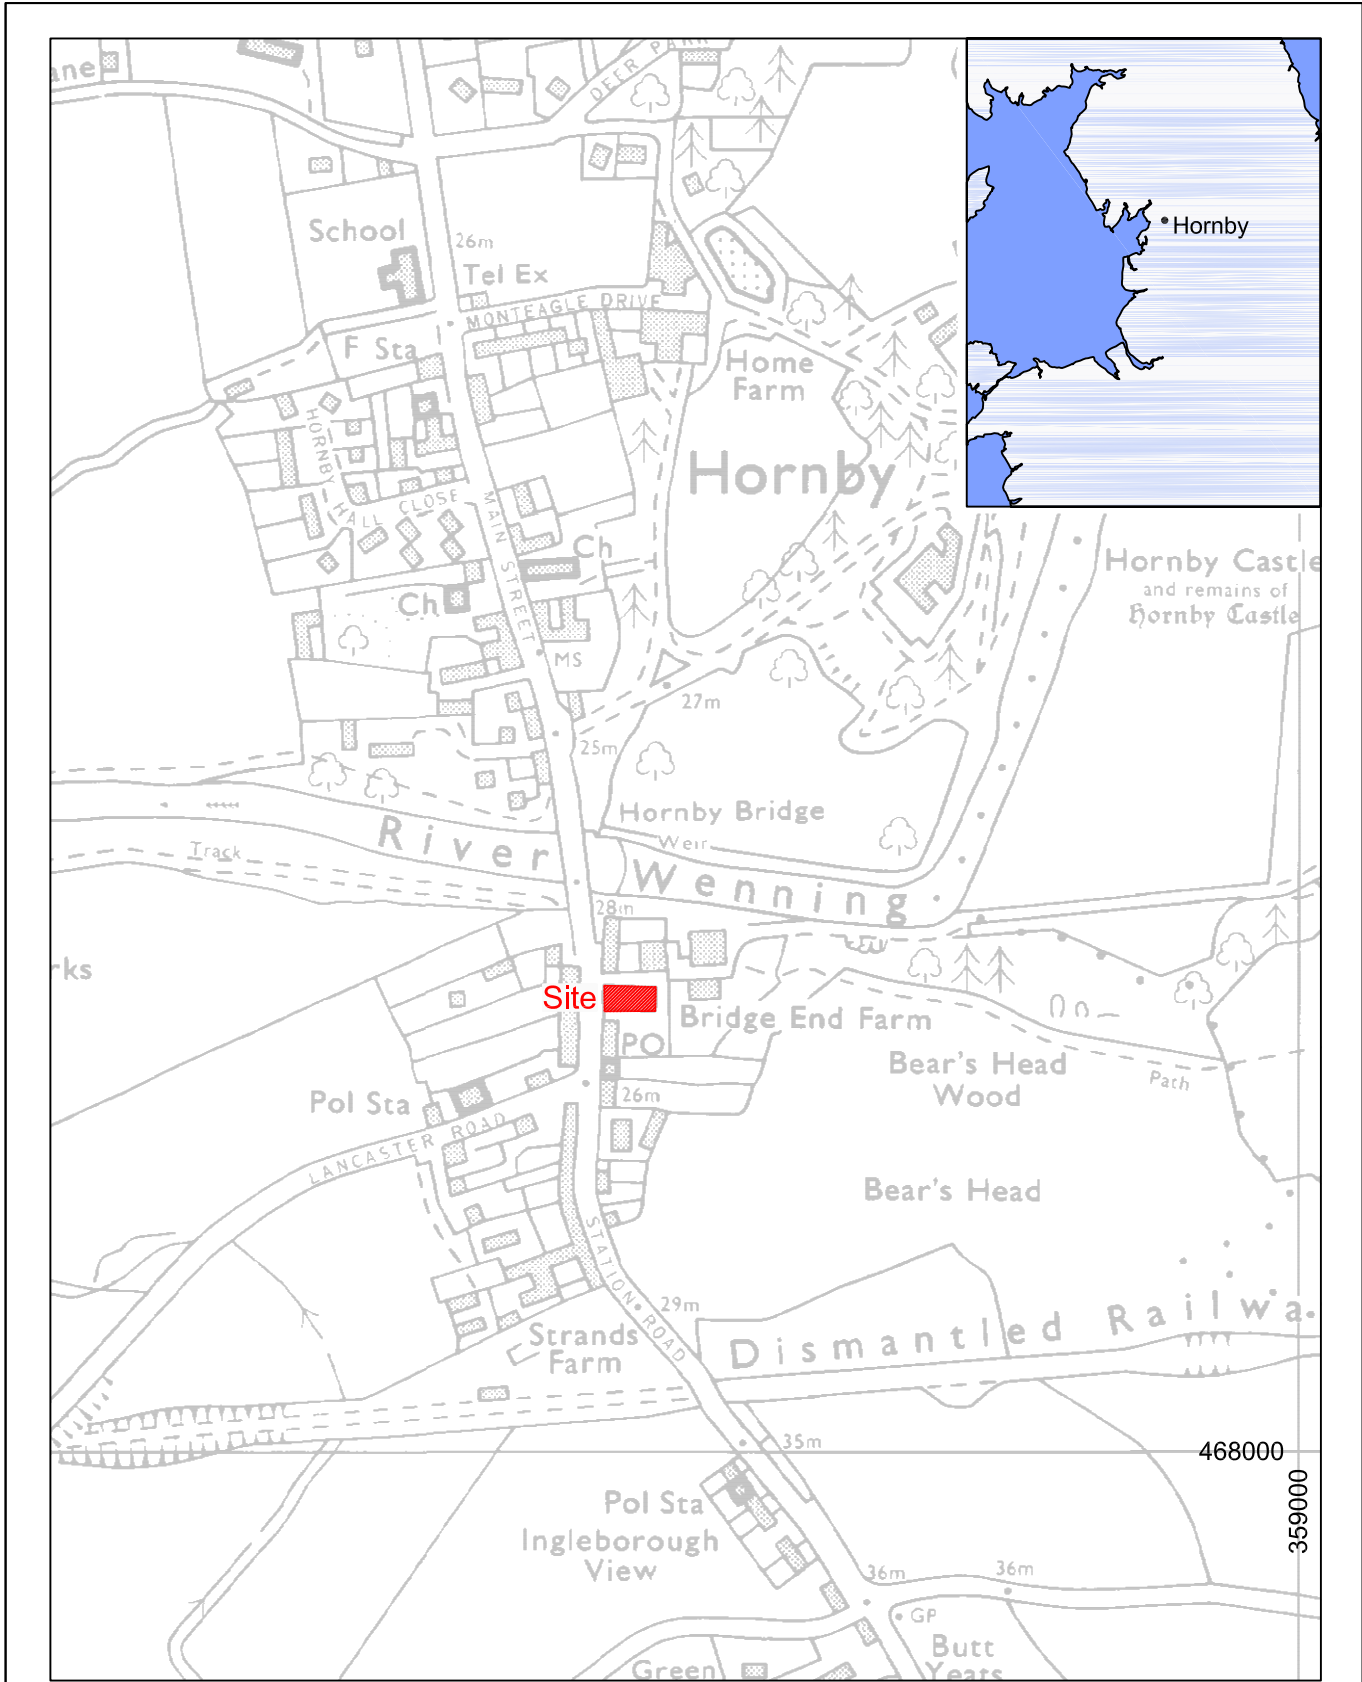 ane
DEER PARK
Hornby
School
26m
Tel Ex
MONTEAGLE DRIVE
F Sta
Home
Farm
HORNBY
HALL CLOSE
MAIN STREET
Hornby
Ch
Ch
Hornby Castle
and remains of
Hornby Castle
MS
27m
25m
Hornby Bridge
Weir
River Wenning
Track
28m
rks
Site
Bridge End Farm
PO
Bear's Head
Wood
Path
26m
Pol Sta
LANCASTER ROAD
Bear's Head
STATION ROAD
29m
Strands
Farm
Dismantled Railwa
35m
468000
359000
Pol Sta
Ingleborough
View
36m
36m
GP
Butt
Yeats
Green